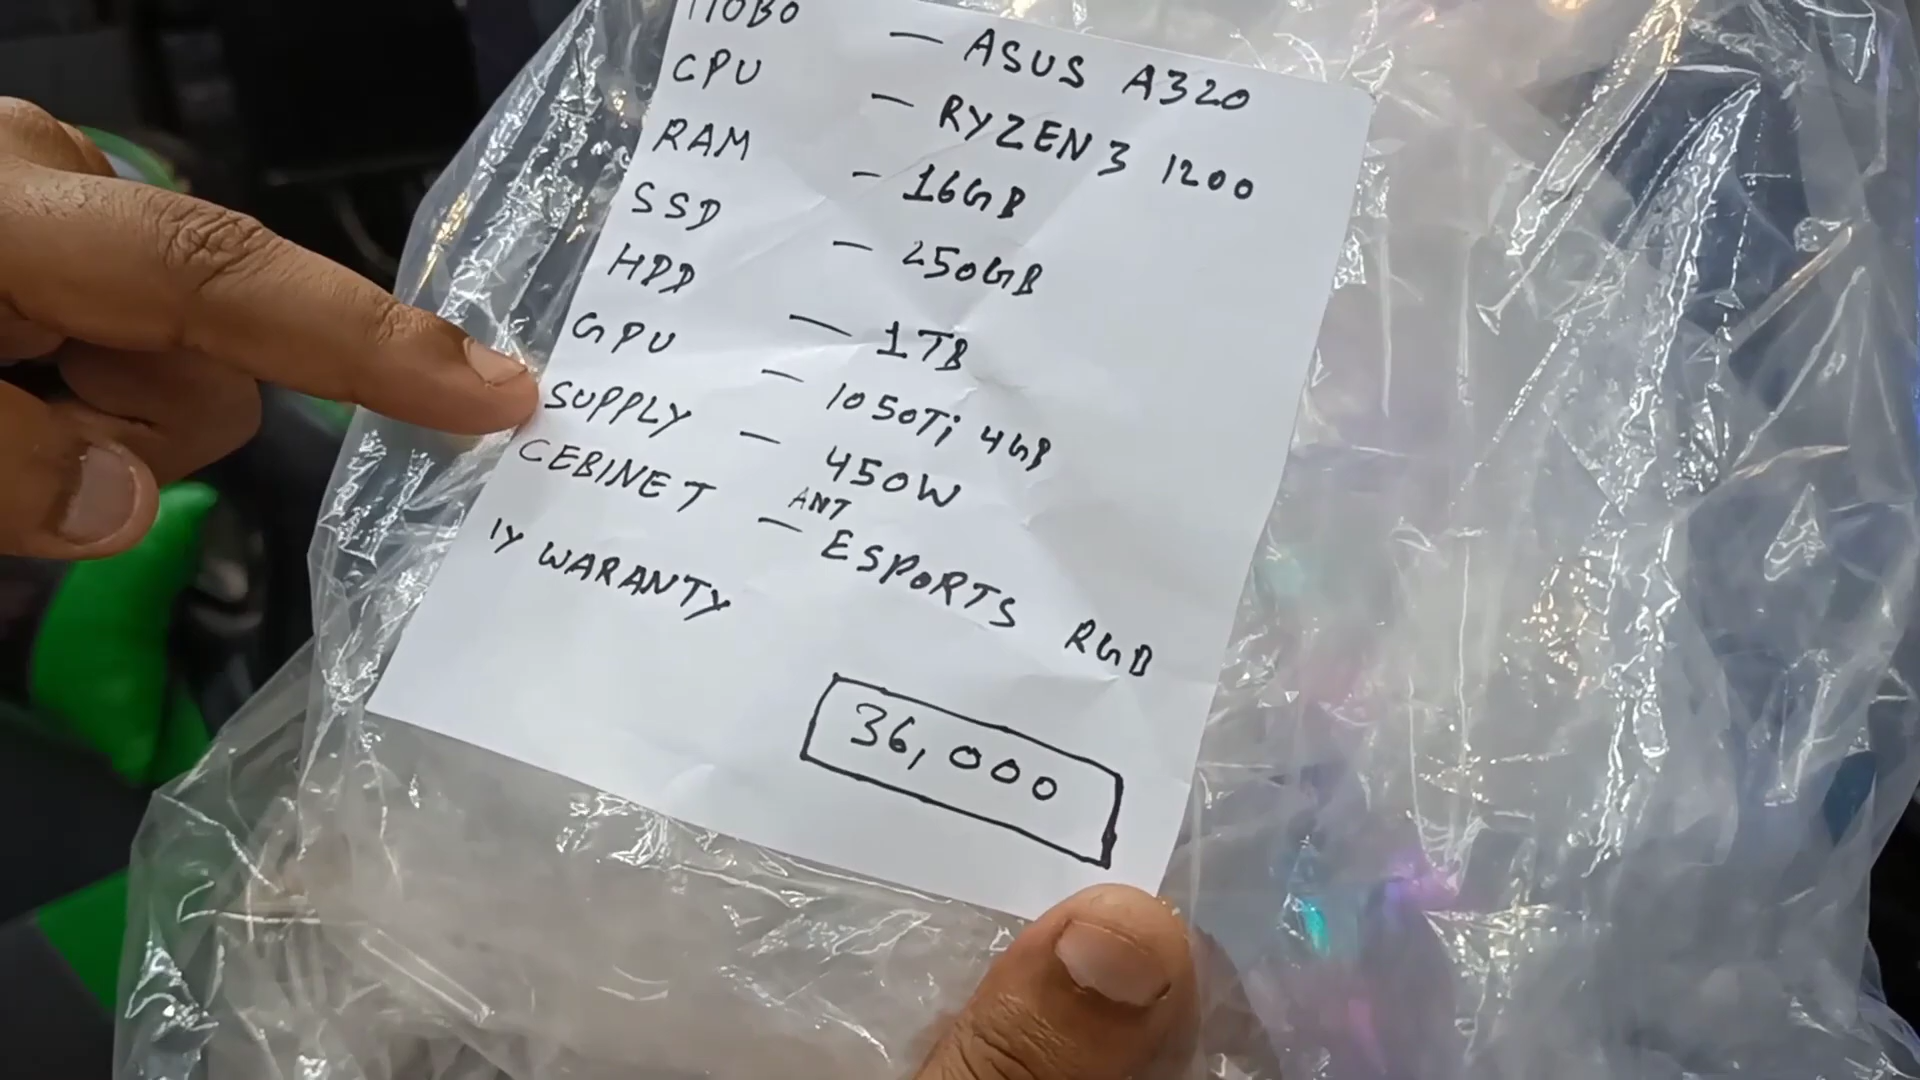 MOBO — ASUS A320
CPU — RYZEN 3 1200
RAM — 16GB
SSD — 250GB
HDD — 1TB
GPU — 1050Ti 4GB
SUPPLY — 450W
CEBINET — ANT ESPORTS RGB
1Y WARANTY
36,000